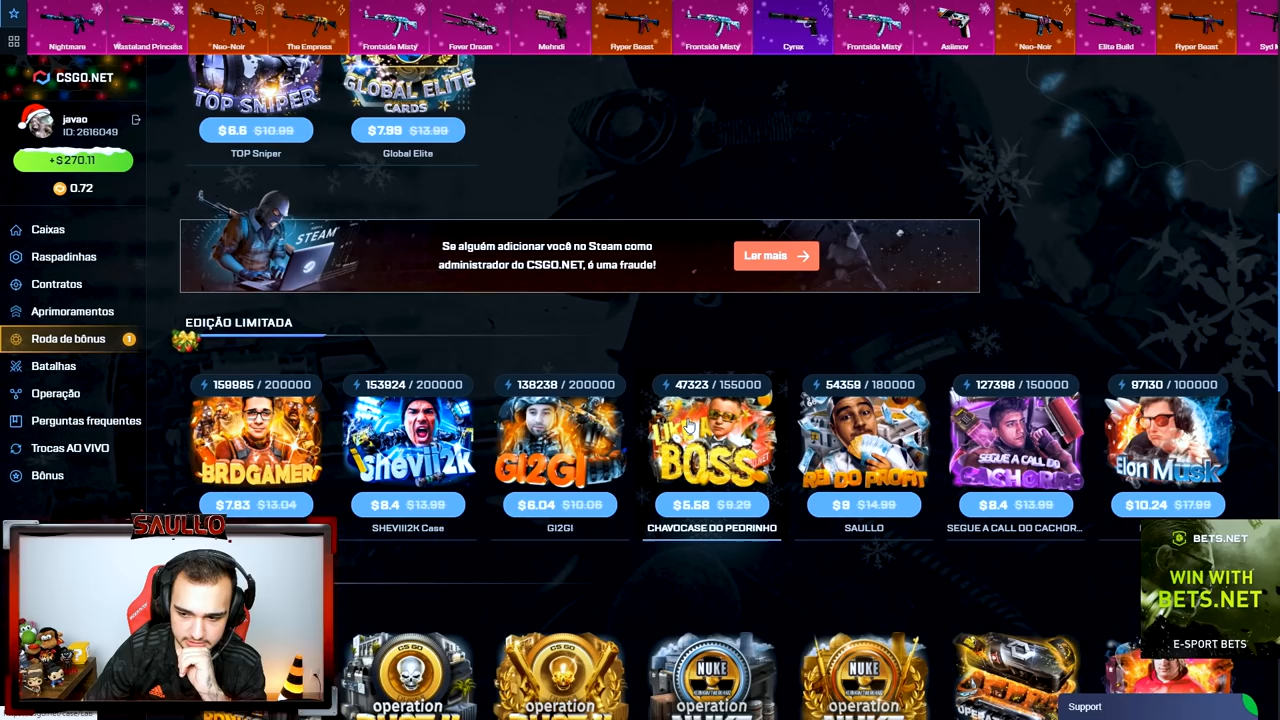 Nightmare
Wasteland Princess
Neo-Noir
The Empress
Frontside Misty
Fever Dream
Mehndi
Hyper Beast
Frontside Misty
Cyrex
Frontside Misty
Asiimov
Neo-Noir
Elite Build
Hyper Beast
CSGO.NET
javao
ID: 2616049
+$270.11
0.72
Caixas
Raspadinhas
Contratos
Aprimoramentos
Roda de bônus 1
Batalhas
Operação
Perguntas frequentes
Trocas AO VIVO
Bônus
TOP SNIPER
GLOBAL ELITE
CARDS
$6.6 $10.99
$7.99 $13.99
TOP Sniper
Global Elite
STEAM
Se alguém adicionar você no Steam como
administrador do CSGO.NET, é uma fraude!
Ler mais
EDIÇÃO LIMITADA
159985 / 200000
153924 / 200000
138238 / 200000
47323 / 155000
54359 / 180000
127398 / 150000
97130 / 100000
BRDGAMER
shevii2k
GI2GI
BOSS
REI DO PROFIT
SEGUE A CALL DO
CACHORRO
Elon Musk
$7.83 $13.04
$8.4 $13.99
$6.04 $10.06
$5.58 $9.29
$9 $14.99
$8.4 $13.99
$10.24 $17.99
SHEVIII2K Case
GI2GI
CHAVOCASE DO PEDRINHO
SAULLO
SEGUE A CALL DO CACHOR...
SAULLO
BETS.NET
WIN WITH
BETS.NET
E-SPORT BETS
CS GO
operation
operation
NUKE
operation
NUKE
operation
Support